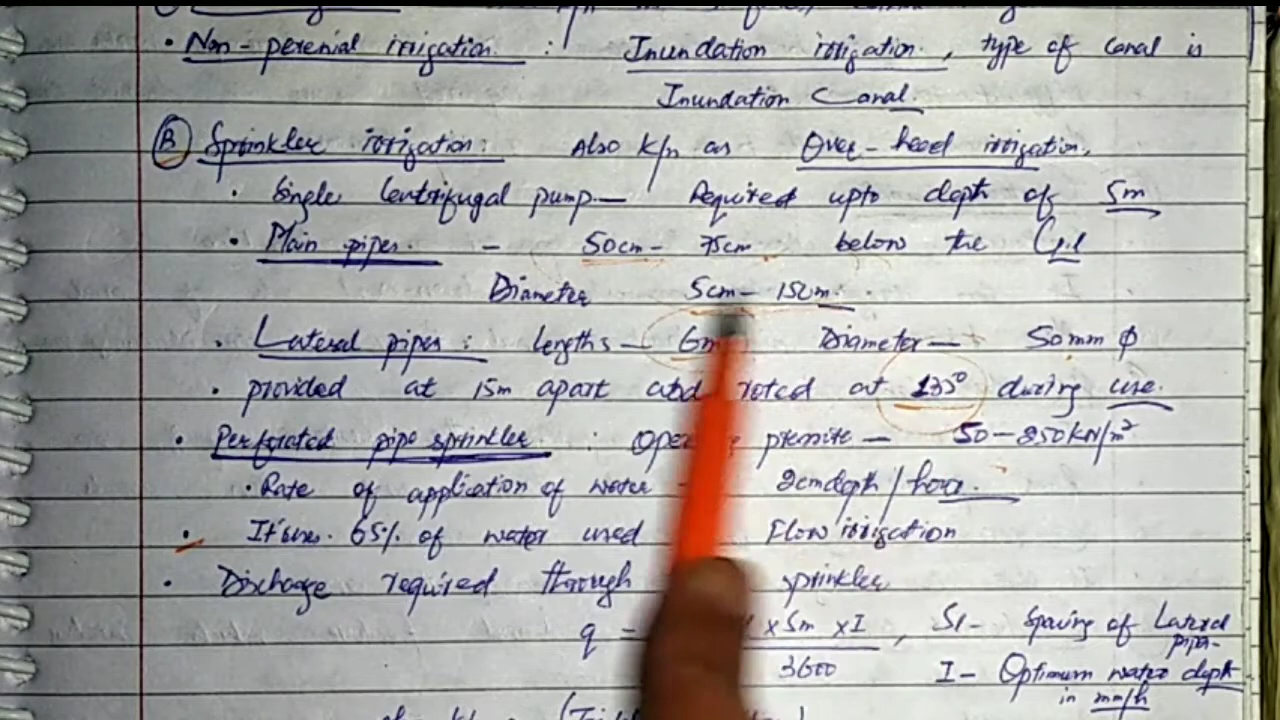 • Non-perenial irrigation : Inundation irrigation, type of canal is
Inundation Canal.
(B) Sprinkler irrigation: Also k/n as Over-head irrigation.
• Single Centrifugal pump — Required upto depth of 5m
• Main pipes. - 50cm - 75cm below the G.L
Diameter 5cm - 15cm.
• Lateral pipes: lengths - 6m Diameter — 50mm φ
• provided at 15m apart and roted at 135° during use.
• Perforated pipe sprinkler : pressure — 50-250kN/m²
• Rate of application of water 2cm depth/hour.
• It uses. 65% of water used Flow irrigation
• Discharge required through sprinkler
q = x Sm x I , Sl- Spacing of Lateral pipe-
3600 I- Optimum water depth
in mm/h